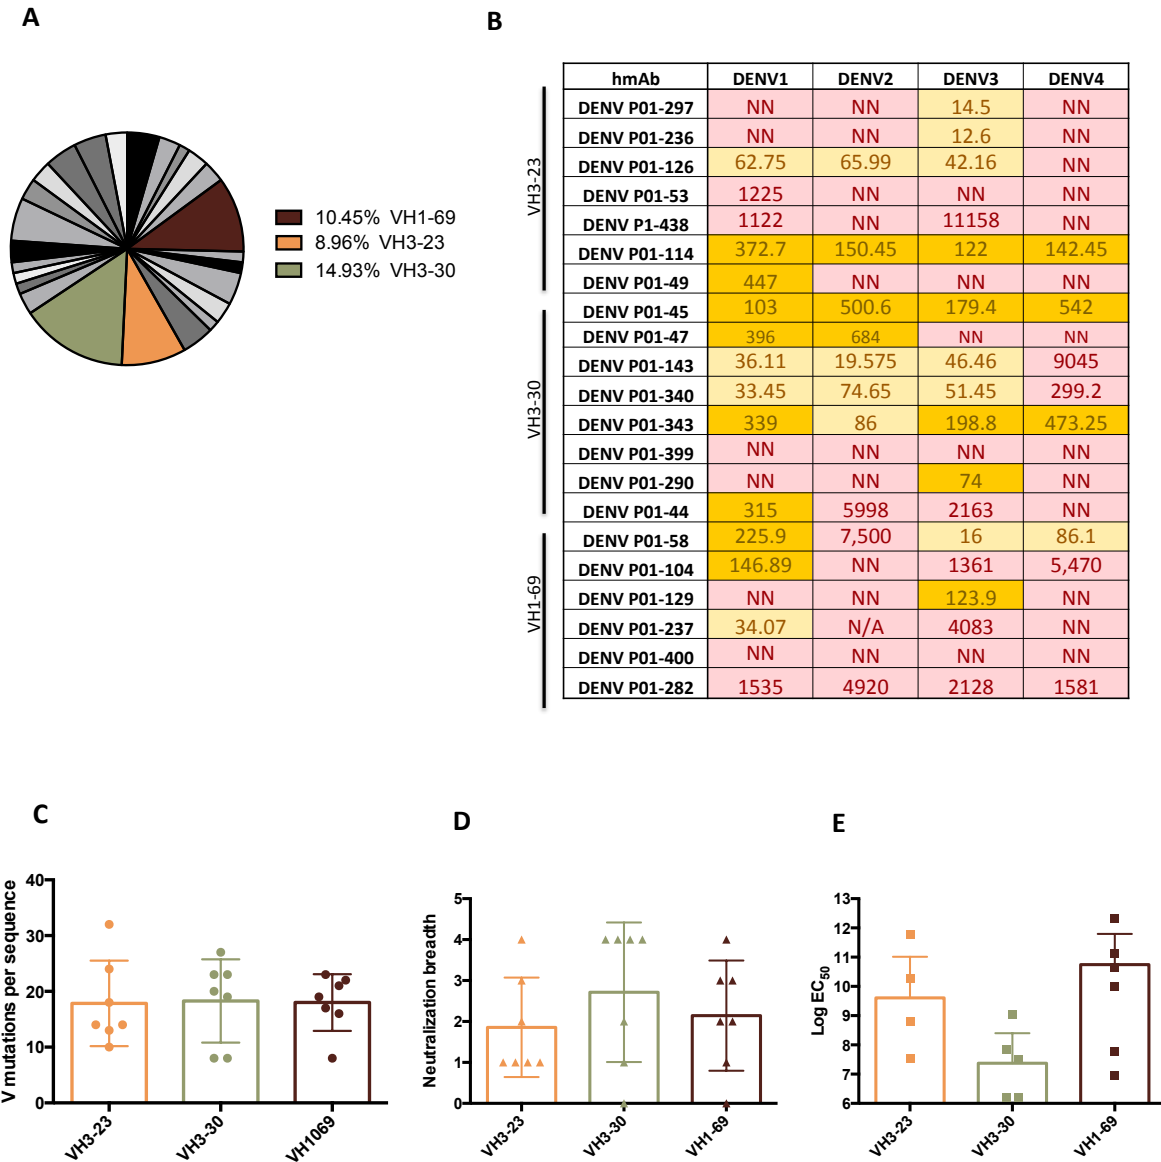 A
10.45% VH1-69
8.96% VH3-23
14.93% VH3-30
B
hmAb DENV1 DENV2 DENV3 DENV4
VH3-23
DENV P01-297 NN NN 14.5 NN
DENV P01-236 NN NN 12.6 NN
DENV P01-126 62.75 65.99 42.16 NN
DENV P01-53 1225 NN NN NN
DENV P1-438 1122 NN 11158 NN
DENV P01-114 372.7 150.45 122 142.45
DENV P01-49 447 NN NN NN
VH3-30
DENV P01-45 103 500.6 179.4 542
DENV P01-47 396 684 NN NN
DENV P01-143 36.11 19.575 46.46 9045
DENV P01-340 33.45 74.65 51.45 299.2
DENV P01-343 339 86 198.8 473.25
DENV P01-399 NN NN NN NN
DENV P01-290 NN NN 74 NN
DENV P01-44 315 5998 2163 NN
VH1-69
DENV P01-58 225.9 7,500 16 86.1
DENV P01-104 146.89 NN 1361 5,470
DENV P01-129 NN NN 123.9 NN
DENV P01-237 34.07 N/A 4083 NN
DENV P01-400 NN NN NN NN
DENV P01-282 1535 4920 2128 1581
C
V mutations per sequence
40
30
20
10
0
VH3-23 VH3-30 VH1069
D
Neutralization breadth
5
4
3
2
1
0
VH3-23 VH3-30 VH1-69
E
Log EC50
13
12
11
10
9
8
7
6
VH3-23 VH3-30 VH1-69